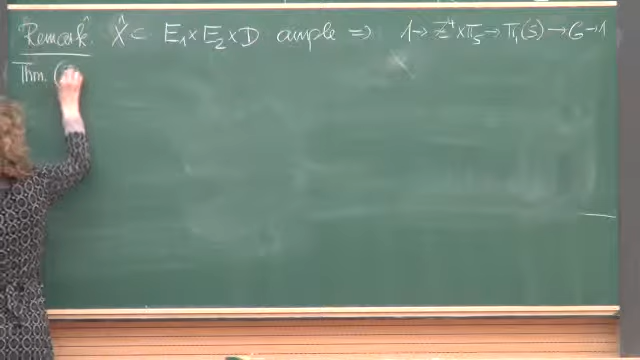 Remark. X̂ ⊂ E₁×E₂×D ample ⇒ 1→ℤ⁴×π₅→π₁(S)→G→1
Thm. (